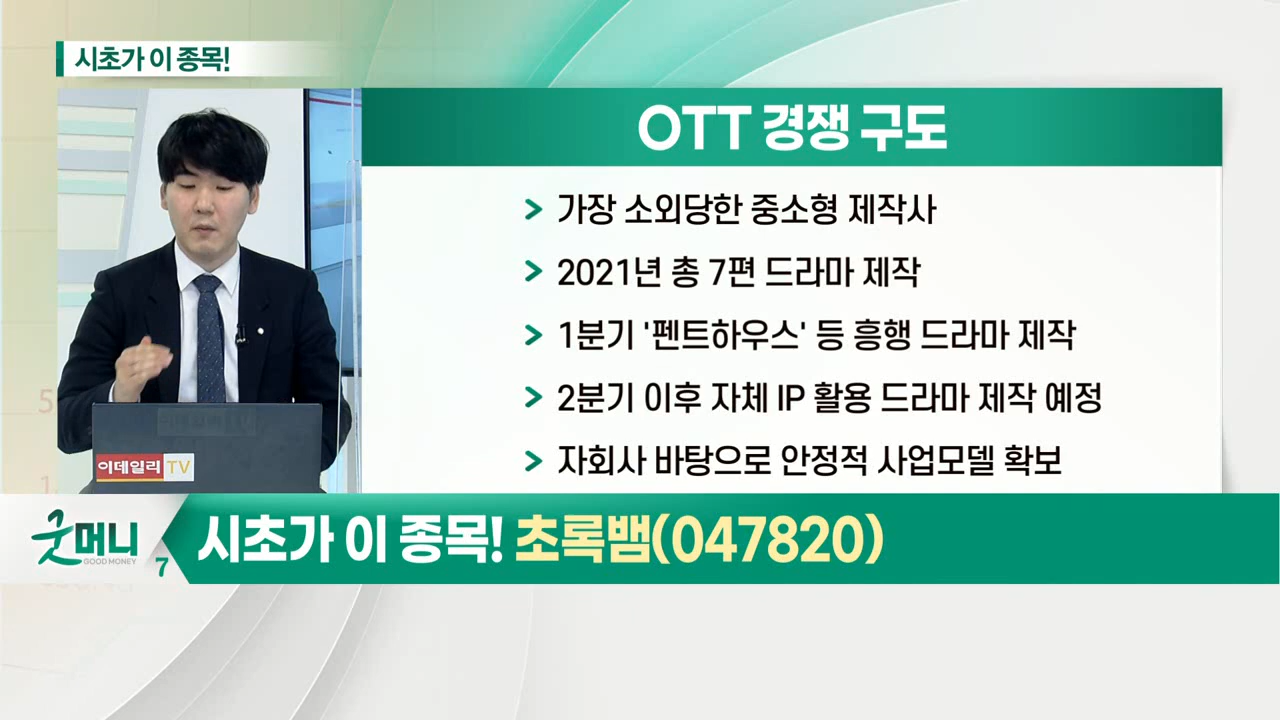 시초가 이 종목!
OTT 경쟁 구도
> 가장 소외당한 중소형 제작사
> 2021년 총 7편 드라마 제작
> 1분기 '펜트하우스' 등 흥행 드라마 제작
> 2분기 이후 자체 IP 활용 드라마 제작 예정
> 자회사 바탕으로 안정적 사업모델 확보
이데일리 TV
굿머니
GOOD MONEY
7
시초가 이 종목! 초록뱀(047820)
5
1